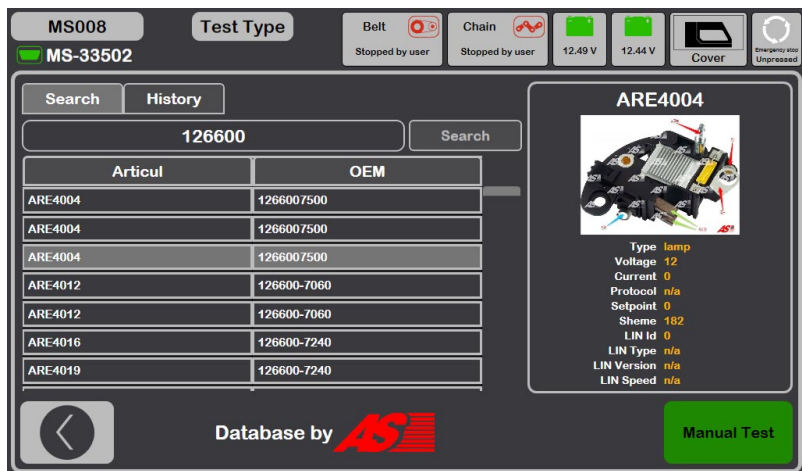 MS008
Test Type
Belt
Stopped by user
Chain
Stopped by user
12.49 V
12.44 V
Cover
Emergency stop
Unpressed
MS-33502
Search
History
126600
Search
Articul OEM
ARE4004 1266007500
ARE4004 1266007500
ARE4004 1266007500
ARE4012 126600-7060
ARE4012 126600-7060
ARE4016 126600-7240
ARE4019 126600-7240
ARE4004
AS
Type lamp
Voltage 12
Current 0
Protocol n/a
Setpoint 0
Sheme 182
LIN Id 0
LIN Type n/a
LIN Version n/a
LIN Speed n/a
Database by AS
Manual Test